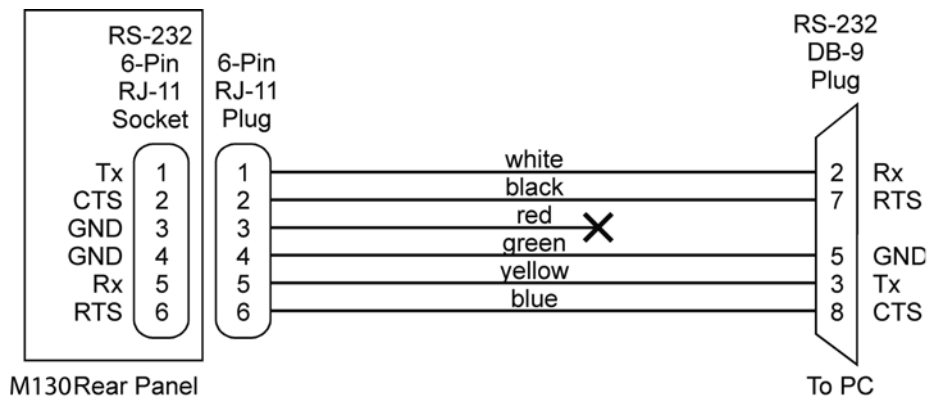 RS-232
6-Pin
RJ-11
Socket
6-Pin
RJ-11
Plug
RS-232
DB-9
Plug
Tx 1 1 white 2 Rx
CTS 2 2 black 7 RTS
GND 3 3 red
GND 4 4 green 5 GND
Rx 5 5 yellow 3 Tx
RTS 6 6 blue 8 CTS
M130Rear Panel
To PC